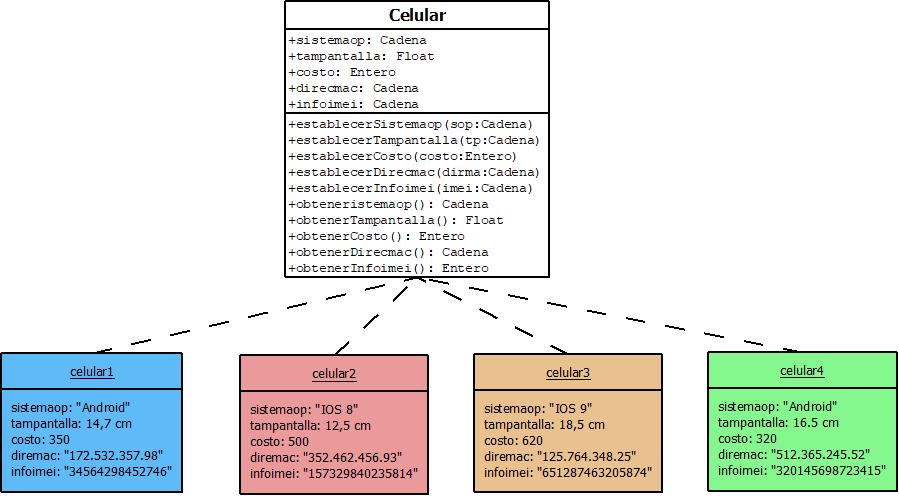 Celular
+sistemaop: Cadena
+tampantalla: Float
+costo: Entero
+direcmac: Cadena
+infoimei: Cadena
+establecerSistemaop(sop:Cadena)
+establecerTampantalla(tp:Cadena)
+establecerCosto(costo:Entero)
+establecerDirecmac(dirma:Cadena)
+establecerInfoimei(imei:Cadena)
+obteneristemaop(): Cadena
+obtenerTampantalla(): Float
+obtenerCosto(): Entero
+obtenerDirecmac(): Cadena
+obtenerInfoimei(): Entero
celular1
sistemaop: "Android"
tampantalla: 14,7 cm
costo: 350
diremac: "172.532.357.98"
infoimei: "34564298452746"
celular2
sistemaop: "IOS 8"
tampantalla: 12,5 cm
costo: 500
diremac: "352.462.456.93"
infoimei: "157329840235814"
celular3
sistemaop: "IOS 9"
tampantalla: 18,5 cm
costo: 620
diremac: "125.764.348.25"
infoimei: "651287463205874"
celular4
sistemaop: "Android"
tampantalla: 16.5 cm
costo: 320
diremac: "512.365.245.52"
infoimei: "320145698723415"